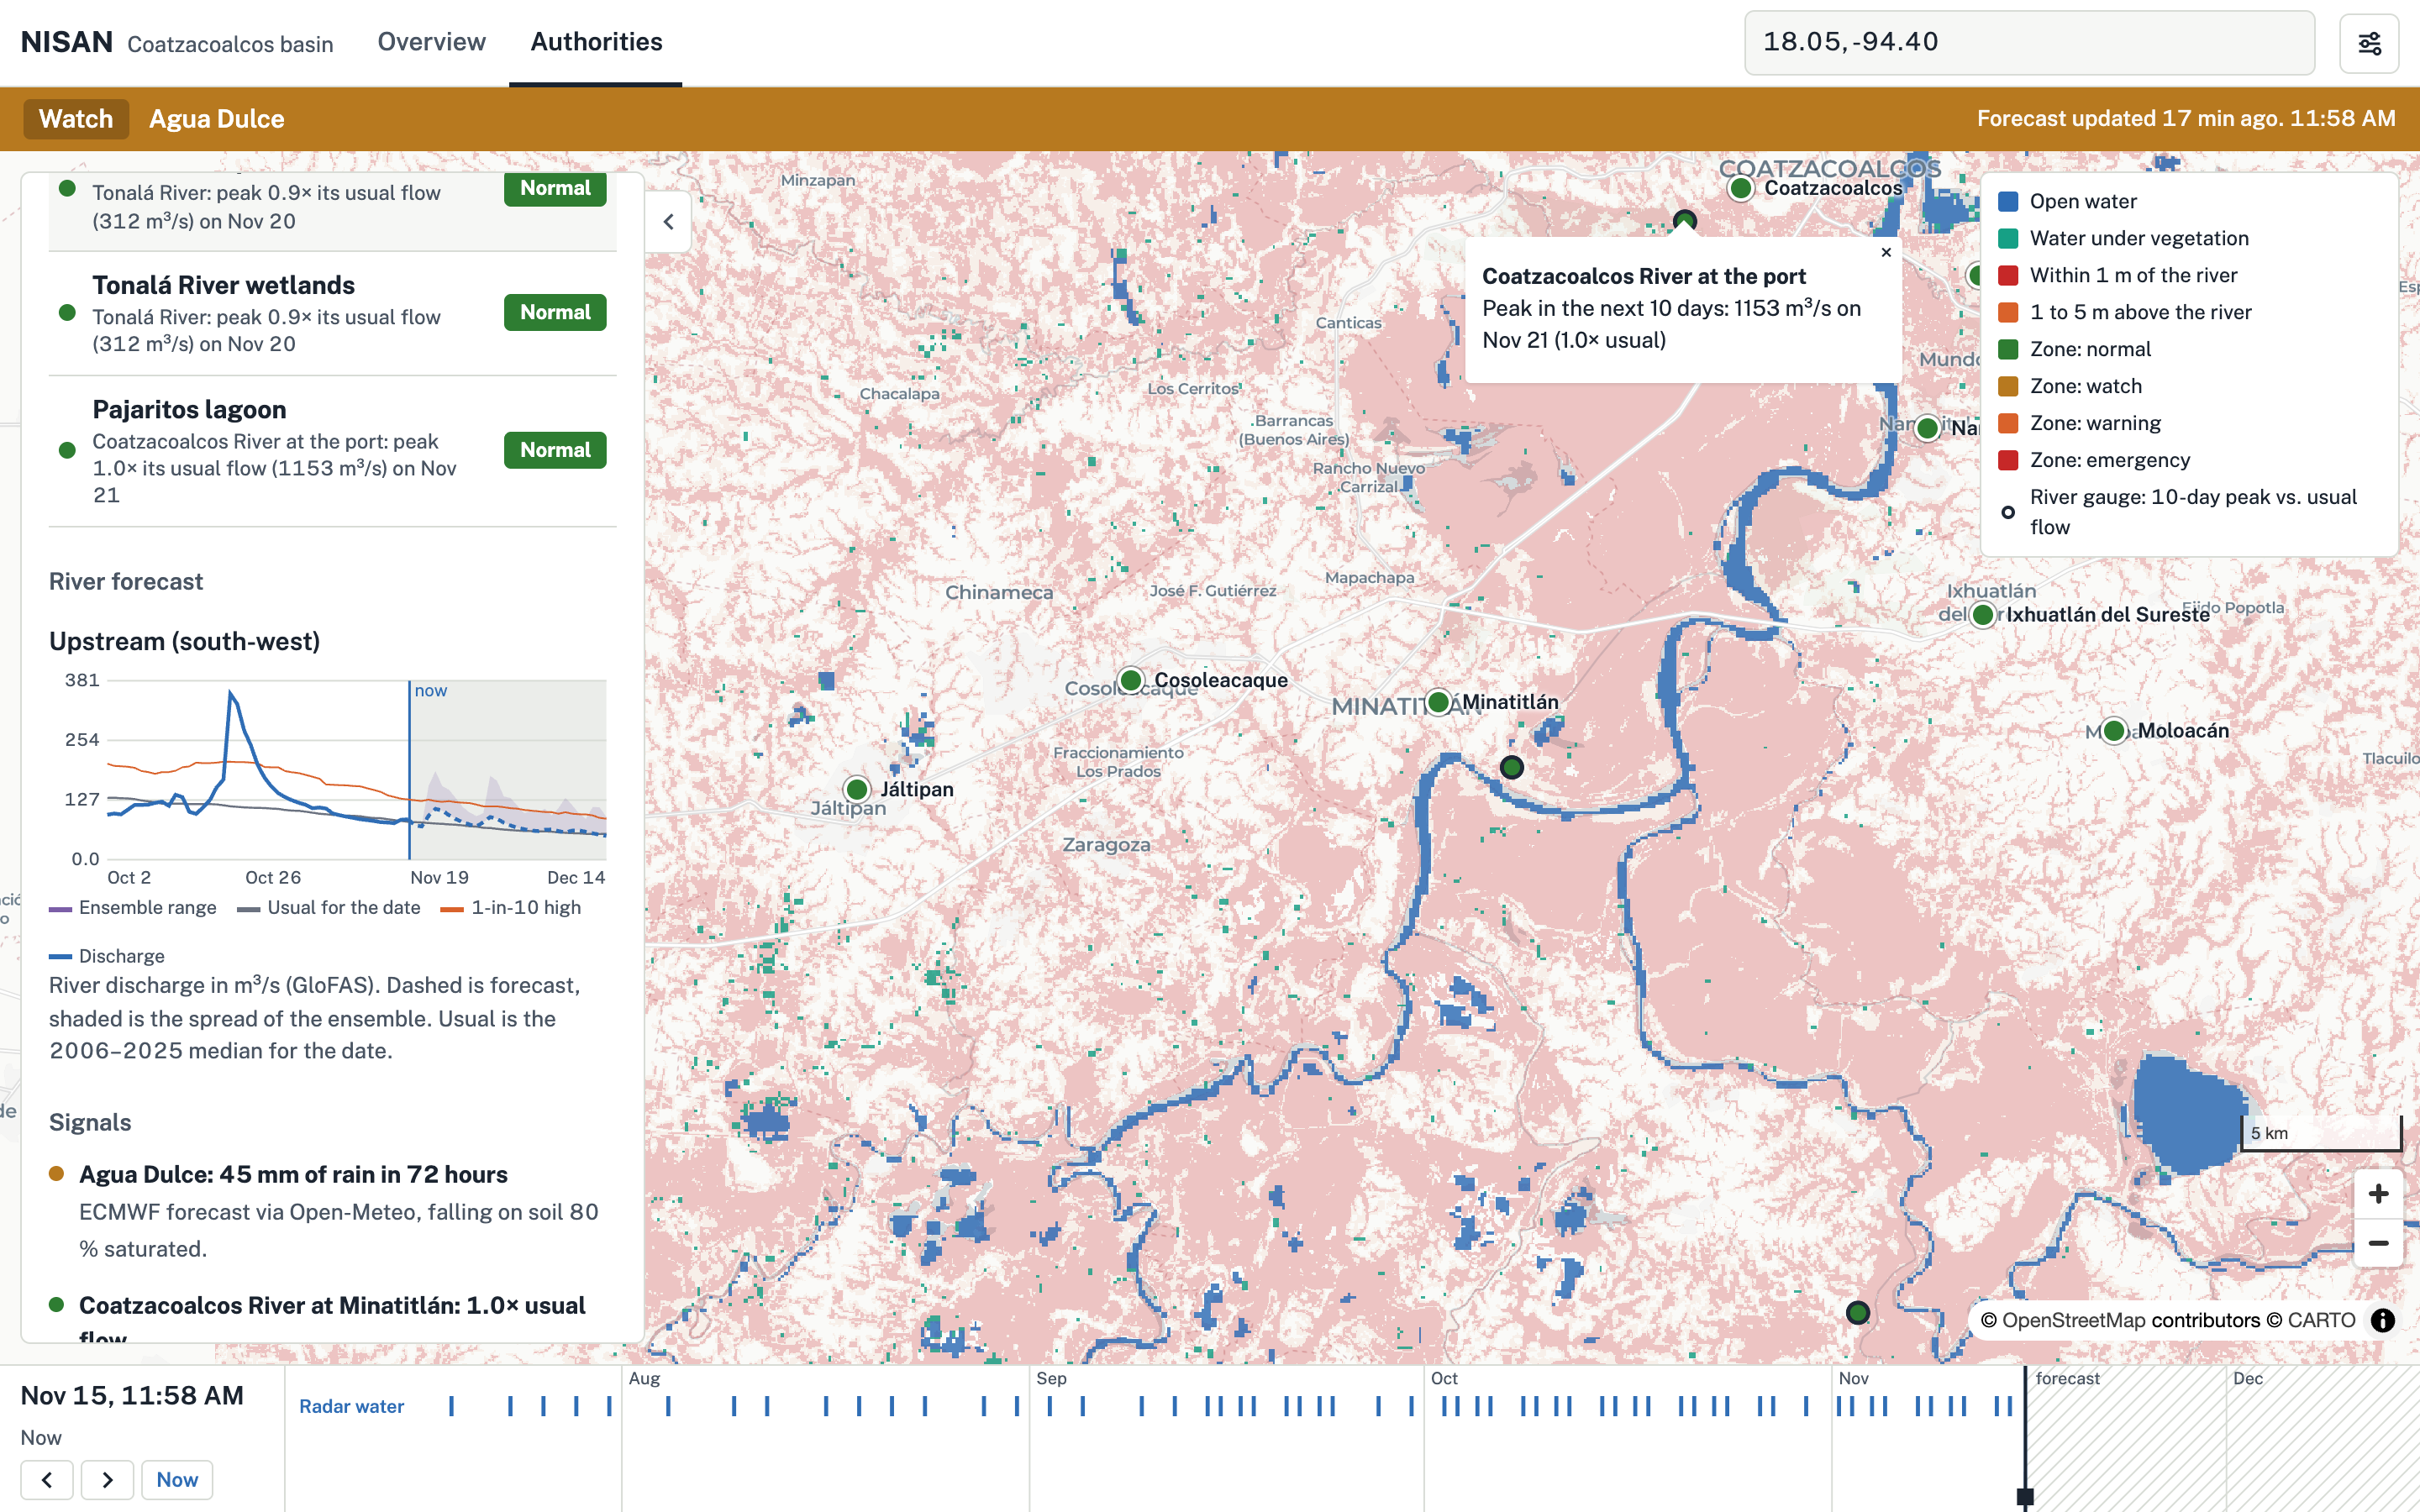 NISAN Coatzacoalcos basin Overview Authorities 18.05,-94.40
Watch Agua Dulce Forecast updated 17 min ago. 11:58 AM
Tonalá River: peak 0.9× its usual flow
(312 m³/s) on Nov 20
Normal
Tonalá River wetlands
Tonalá River: peak 0.9× its usual flow
(312 m³/s) on Nov 20
Normal
Pajaritos lagoon
Coatzacoalcos River at the port: peak
1.0× its usual flow (1153 m³/s) on Nov
21
Normal
River forecast
Upstream (south-west)
381
254
127
0.0
now
Oct 2 Oct 26 Nov 19 Dec 14
Ensemble range Usual for the date 1-in-10 high
Discharge
River discharge in m³/s (GloFAS). Dashed is forecast,
shaded is the spread of the ensemble. Usual is the
2006–2025 median for the date.
Signals
Agua Dulce: 45 mm of rain in 72 hours
ECMWF forecast via Open-Meteo, falling on soil 80
% saturated.
Coatzacoalcos River at Minatitlán: 1.0× usual
flow
Minzapan
COATZACOALCOS
Coatzacoalcos
×
Coatzacoalcos River at the port
Peak in the next 10 days: 1153 m³/s on
Nov 21 (1.0× usual)
Canticas
Chacalapa
Los Cerritos
Barrancas
(Buenos Aires)
Rancho Nuevo
Carrizal
Chinameca
José F. Gutiérrez
Mapachapa
Cosoleacaque
MINATITLÁN
Minatitlán
Fraccionamiento
Los Prados
Jáltipan
Jáltipan
Zaragoza
Ixhuatlán
Ixhuatlán del Sureste
Ejido Popotla
Moloacán
Open water
Water under vegetation
Within 1 m of the river
1 to 5 m above the river
Zone: normal
Zone: watch
Zone: warning
Zone: emergency
River gauge: 10-day peak vs. usual
flow
5 km
+
−
© OpenStreetMap contributors © CARTO
Nov 15, 11:58 AM
Now
Now
Radar water
Aug Sep Oct Nov forecast Dec